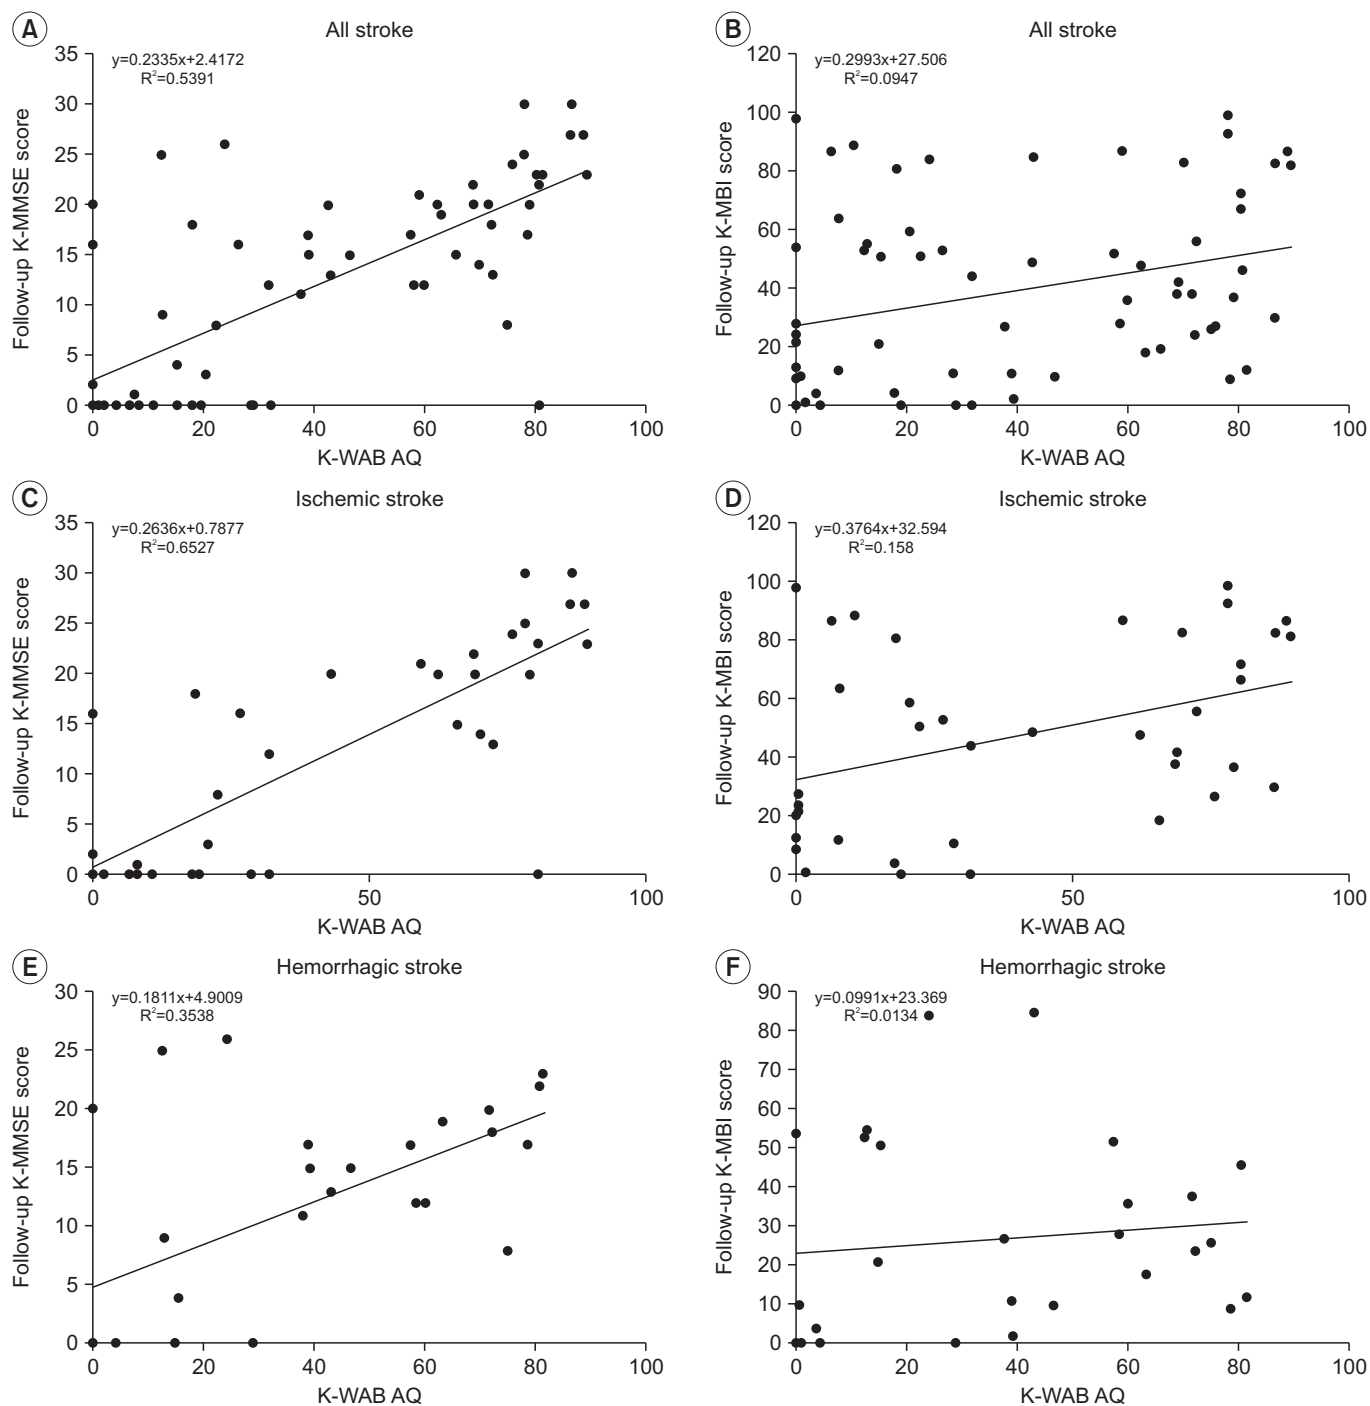 A
All stroke
y=0.2335x+2.4172
R²=0.5391
35
30
25
20
15
10
5
0
Follow-up K-MMSE score
0 20 40 60 80 100
K-WAB AQ
B
All stroke
y=0.2993x+27.506
R²=0.0947
120
100
80
60
40
20
0
Follow-up K-MBI score
0 20 40 60 80 100
K-WAB AQ
C
Ischemic stroke
y=0.2636x+0.7877
R²=0.6527
35
30
25
20
15
10
5
0
Follow-up K-MMSE score
0 50 100
K-WAB AQ
D
Ischemic stroke
y=0.3764x+32.594
R²=0.158
120
100
80
60
40
20
0
Follow-up K-MBI score
0 50 100
K-WAB AQ
E
Hemorrhagic stroke
y=0.1811x+4.9009
R²=0.3538
30
25
20
15
10
5
0
Follow-up K-MMSE score
0 20 40 60 80 100
K-WAB AQ
F
Hemorrhagic stroke
y=0.0991x+23.369
R²=0.0134
90
80
70
60
50
40
30
20
10
0
Follow-up K-MBI score
0 20 40 60 80 100
K-WAB AQ